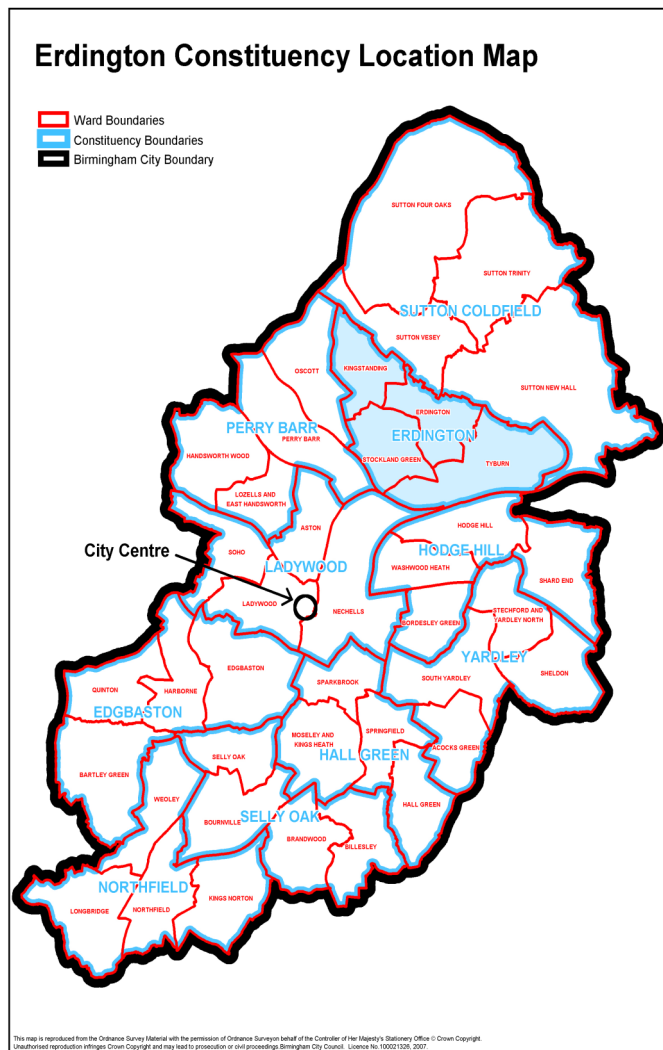 Erdington Constituency Location Map
Ward Boundaries
Constituency Boundaries
Birmingham City Boundary
SUTTON FOUR OAKS
SUTTON TRINITY
SUTTON COLDFIELD
SUTTON VESEY
SUTTON NEW HALL
KINGSTANDING
OSCOTT
ERDINGTON
PERRY BARR
PERRY BARR
ERDINGTON
HANDSWORTH WOOD
STOCKLAND GREEN
TYBURN
LOZELLS AND
EAST HANDSWORTH
ASTON
HODGE HILL
City Centre
SOHO
HODGE HILL
LADYWOOD
WASHWOOD HEATH
SHARD END
LADYWOOD
NECHELLS
STECHFORD AND
YARDLEY NORTH
BORDESLEY GREEN
YARDLEY
EDGBASTON
SPARKBROOK
SOUTH YARDLEY
SHELDON
QUINTON
HARBORNE
EDGBASTON
SPRINGFIELD
MOSELEY AND
KINGS HEATH
ACOCKS GREEN
HALL GREEN
SELLY OAK
BARTLEY GREEN
WEOLEY
HALL GREEN
SELLY OAK
BOURNVILLE
BRANDWOOD
BILLESLEY
NORTHFIELD
KINGS NORTON
LONGBRIDGE
NORTHFIELD
This map is reproduced from the Ordnance Survey Material with the permission of Ordnance Surveyon behalf of the Controller of Her Majesty's Stationery Office © Crown Copyright.
Unauthorised reproduction infringes Crown Copyright and may lead to prosecution or civil proceedings.Birmingham City Council. Licence No.100021326, 2007.